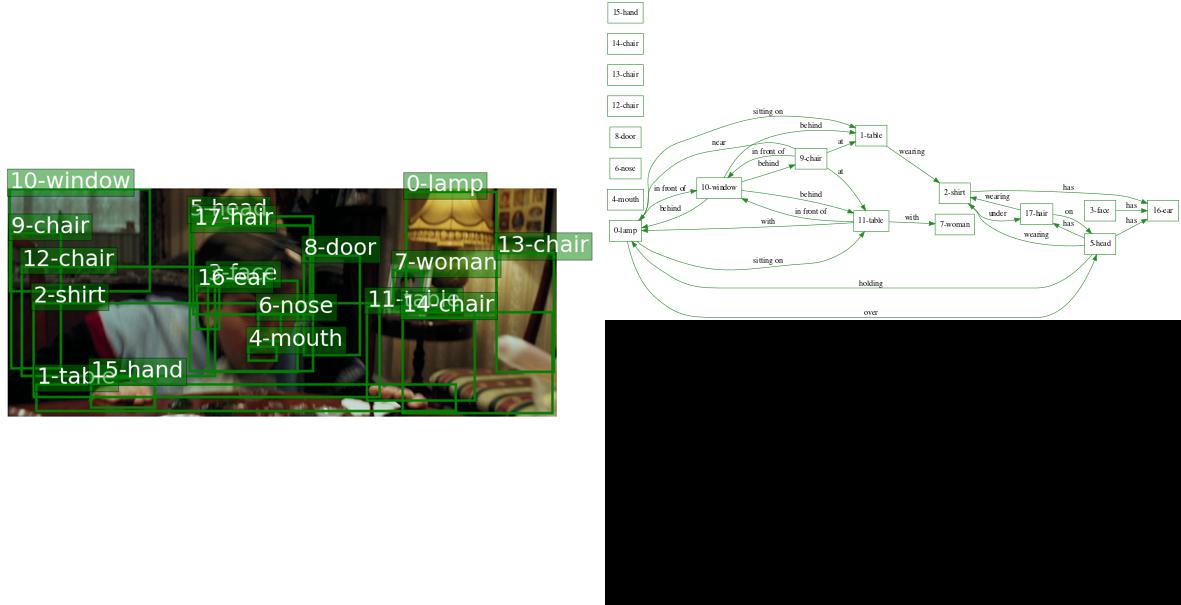 10-window
0-lamp
5-head
17-hair
9-chair
13-chair
8-door
12-chair
7-woman
3-face
16-ear
2-shirt
11-table
14-chair
6-nose
4-mouth
15-hand
1-table
15-hand
14-chair
13-chair
12-chair
8-door
6-nose
4-mouth
0-lamp
10-window
9-chair
1-table
11-table
7-woman
2-shirt
17-hair
3-face
5-head
16-ear
sitting on
near
behind
in front of
behind
at
at
wearing
in front of
behind
behind
in front of
with
with
sitting on
holding
over
has
wearing
under
on
has
wearing
has
has